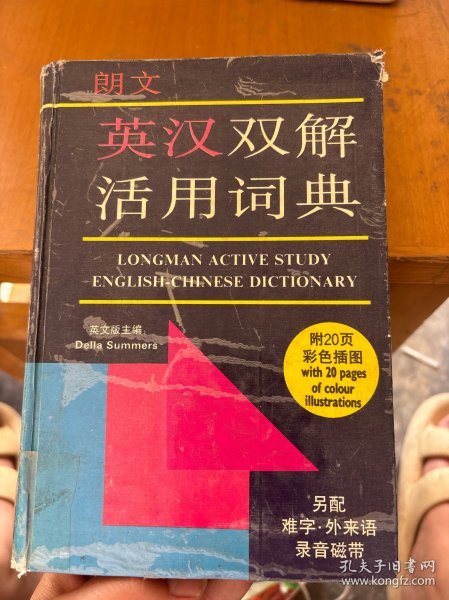 朗文
英汉双解
活用词典
LONGMAN ACTIVE STUDY
ENGLISH-CHINESE DICTIONARY
英文版主编:
Della Summers
附20页
彩色插图
with 20 pages
of colour
illustrations
另配
难字·外来语
录音磁带
孔夫子旧书网
www.kongfz.com